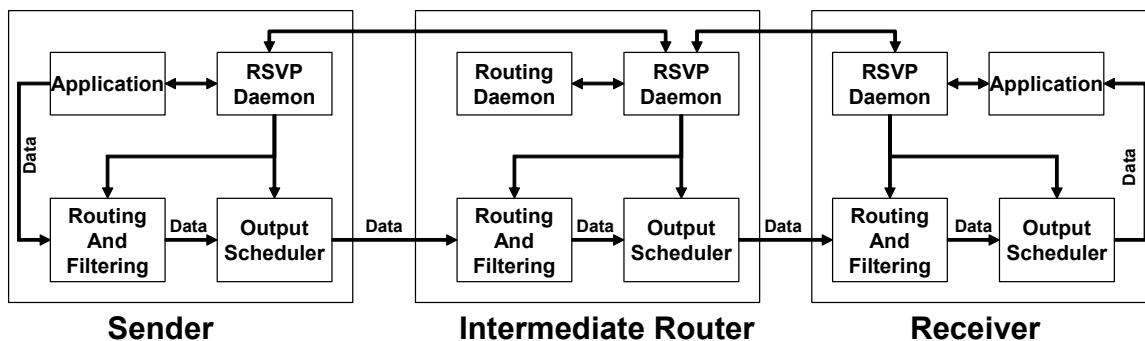 Application
RSVP
Daemon
Routing
Daemon
RSVP
Daemon
RSVP
Daemon
Application
Data
Data
Routing
And
Filtering
Data
Output
Scheduler
Data
Routing
And
Filtering
Data
Output
Scheduler
Data
Routing
And
Filtering
Data
Output
Scheduler
Sender
Intermediate Router
Receiver